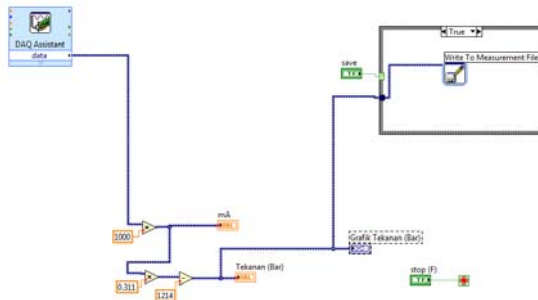 True
DAQ Assistant
data
save
Write To Measurement File
mA
1000
Grafik Tekanan (Bar)
Tekanan (Bar)
0.311
1214
stop (F)